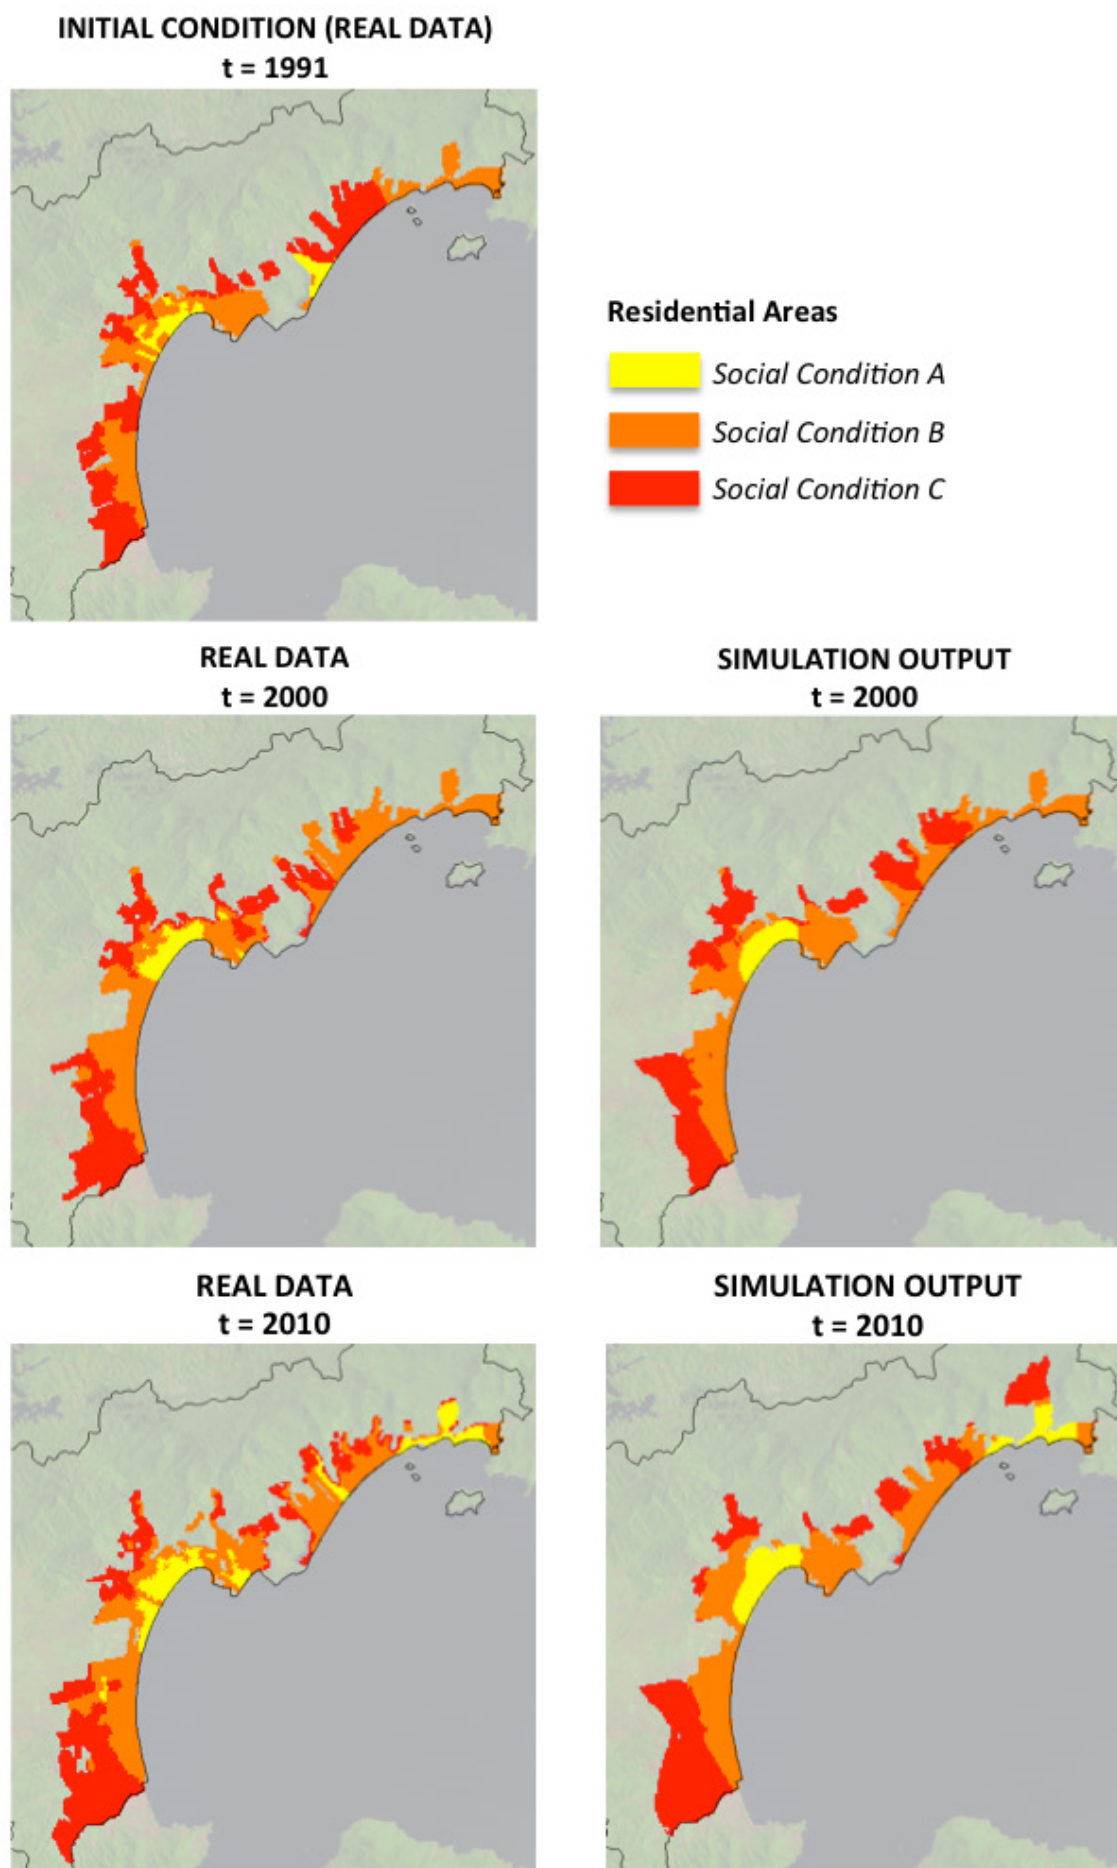 INITIAL CONDITION (REAL DATA)
t = 1991
Residential Areas
Social Condition A
Social Condition B
Social Condition C
REAL DATA
t = 2000
SIMULATION OUTPUT
t = 2000
REAL DATA
t = 2010
SIMULATION OUTPUT
t = 2010